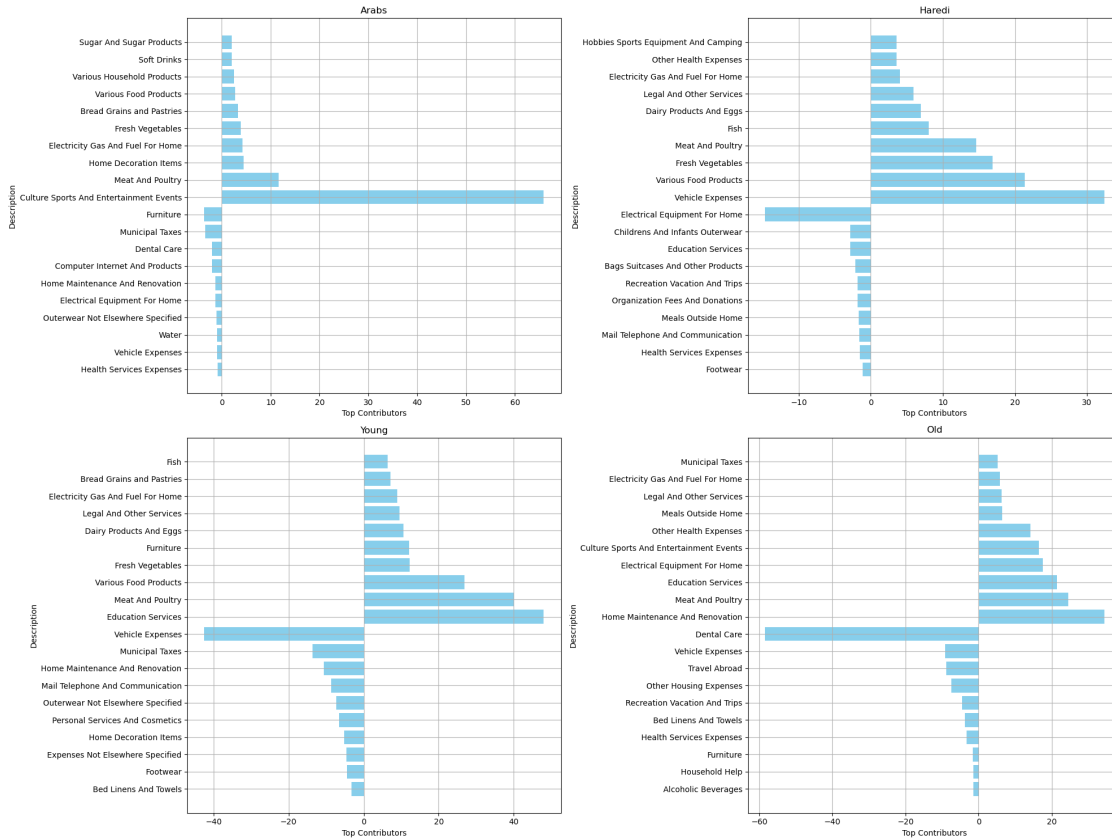 Arabs
Description
Sugar And Sugar Products
Soft Drinks
Various Household Products
Various Food Products
Bread Grains and Pastries
Fresh Vegetables
Electricity Gas And Fuel For Home
Home Decoration Items
Meat And Poultry
Culture Sports And Entertainment Events
Furniture
Municipal Taxes
Dental Care
Computer Internet And Products
Home Maintenance And Renovation
Electrical Equipment For Home
Outerwear Not Elsewhere Specified
Water
Vehicle Expenses
Health Services Expenses
0 10 20 30 40 50 60
Top Contributors
Haredi
Description
Hobbies Sports Equipment And Camping
Other Health Expenses
Electricity Gas And Fuel For Home
Legal And Other Services
Dairy Products And Eggs
Fish
Meat And Poultry
Fresh Vegetables
Various Food Products
Vehicle Expenses
Electrical Equipment For Home
Childrens And Infants Outerwear
Education Services
Bags Suitcases And Other Products
Recreation Vacation And Trips
Organization Fees And Donations
Meals Outside Home
Mail Telephone And Communication
Health Services Expenses
Footwear
−10 0 10 20 30
Top Contributors
Young
Description
Fish
Bread Grains and Pastries
Electricity Gas And Fuel For Home
Legal And Other Services
Dairy Products And Eggs
Furniture
Fresh Vegetables
Various Food Products
Meat And Poultry
Education Services
Vehicle Expenses
Municipal Taxes
Home Maintenance And Renovation
Mail Telephone And Communication
Outerwear Not Elsewhere Specified
Personal Services And Cosmetics
Home Decoration Items
Expenses Not Elsewhere Specified
Footwear
Bed Linens And Towels
−40 −20 0 20 40
Top Contributors
Old
Description
Municipal Taxes
Electricity Gas And Fuel For Home
Legal And Other Services
Meals Outside Home
Other Health Expenses
Culture Sports And Entertainment Events
Electrical Equipment For Home
Education Services
Meat And Poultry
Home Maintenance And Renovation
Dental Care
Vehicle Expenses
Travel Abroad
Other Housing Expenses
Recreation Vacation And Trips
Bed Linens And Towels
Health Services Expenses
Furniture
Household Help
Alcoholic Beverages
−60 −40 −20 0 20
Top Contributors